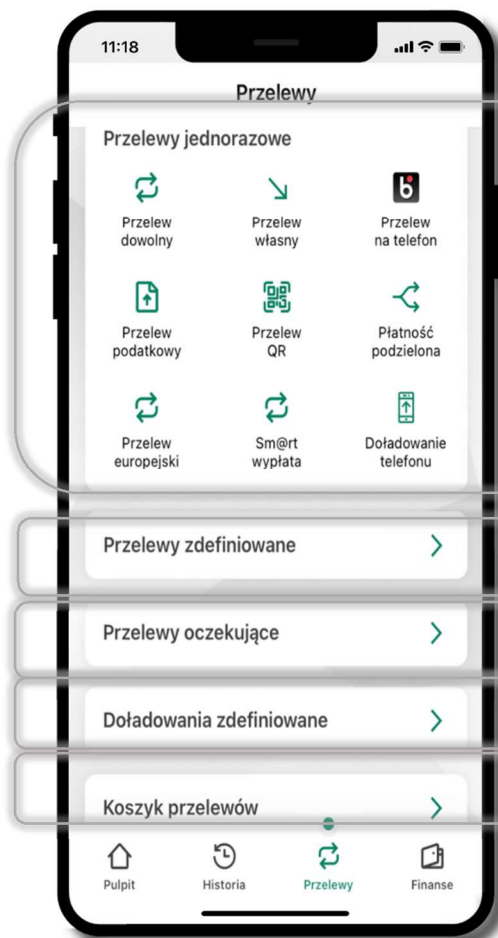 11:18
Przelewy
Przelewy jednorazowe
Przelew
dowolny
Przelew
własny
Przelew
na telefon
Przelew
podatkowy
Przelew
QR
Płatność
podzielona
Przelew
europejski
Sm@rt
wypłata
Doładowanie
telefonu
Przelewy zdefiniowane
Przelewy oczekujące
Doładowania zdefiniowane
Koszyk przelewów
Pulpit
Historia
Przelewy
Finanse